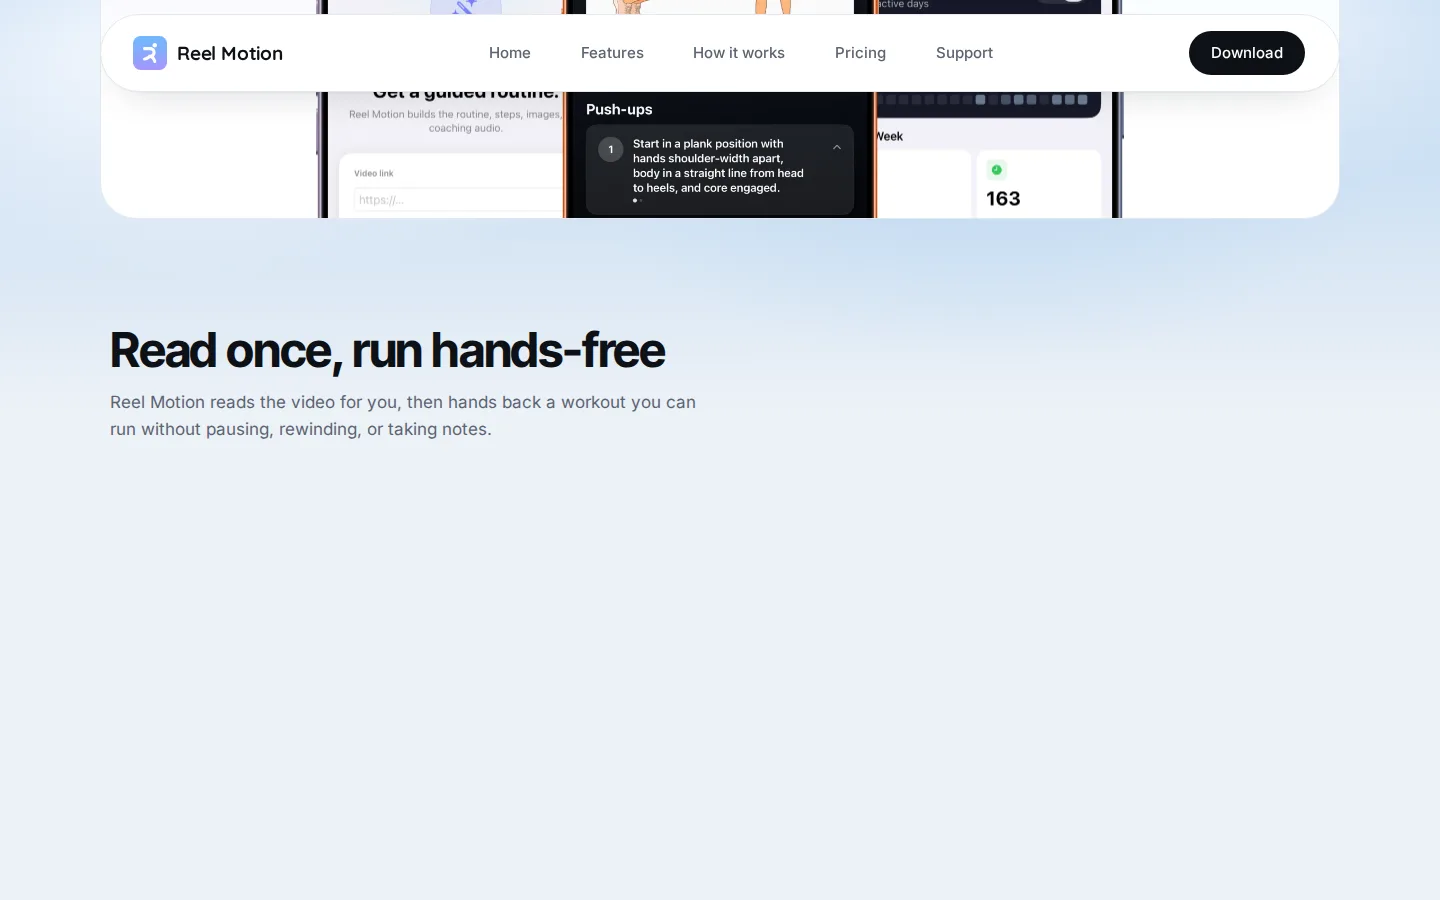 active days
Reel Motion
Home
Features
How it works
Pricing
Support
Download
Get a guided routine.
Reel Motion builds the routine, steps, images,
coaching audio.
Video link
https://...
Push-ups
1
Start in a plank position with
hands shoulder-width apart,
body in a straight line from head
to heels, and core engaged.
Week
163
Read once, run hands-free
Reel Motion reads the video for you, then hands back a workout you can
run without pausing, rewinding, or taking notes.